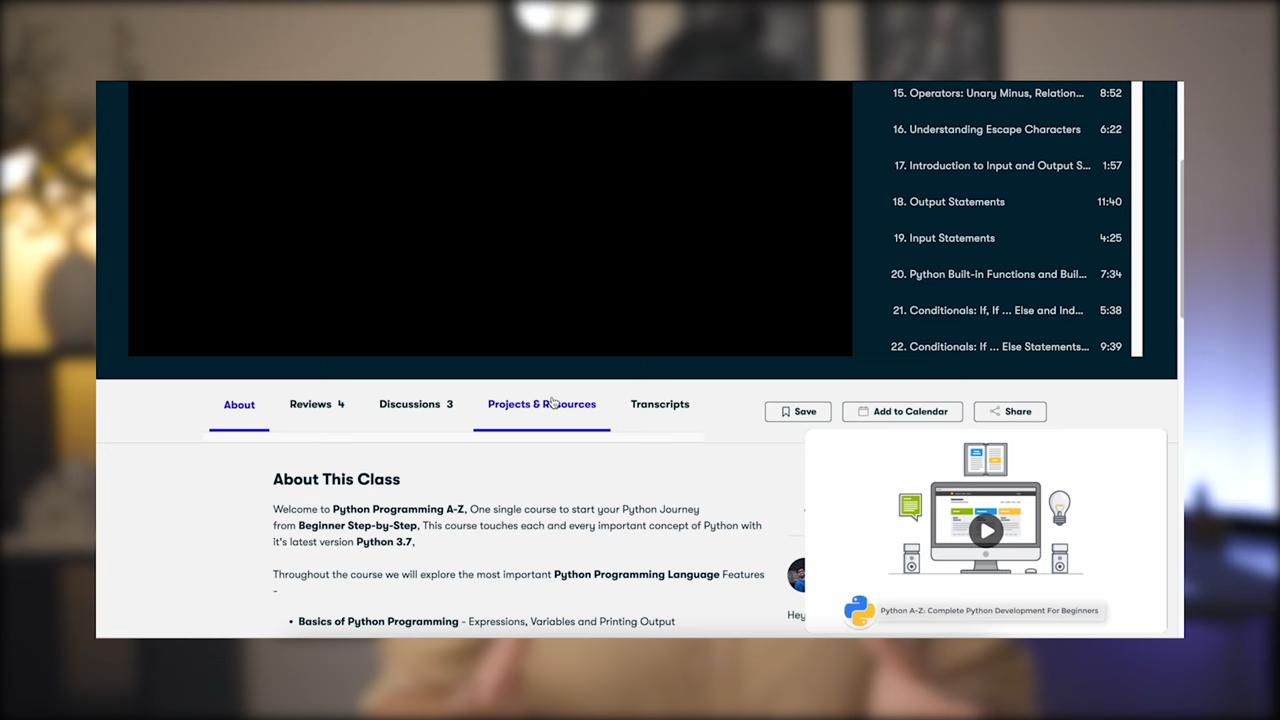 15. Operators: Unary Minus, Relation... 8:52
16. Understanding Escape Characters 6:22
17. Introduction to Input and Output S... 1:57
18. Output Statements 11:40
19. Input Statements 4:25
20. Python Built-in Functions and Buil... 7:34
21. Conditionals: If, If ... Else and Ind... 5:38
22. Conditionals: If ... Else Statements... 9:39
About Reviews 4 Discussions 3 Projects & Resources Transcripts
Save Add to Calendar Share
About This Class
Welcome to Python Programming A-Z, One single course to start your Python Journey
from Beginner Step-by-Step, This course touches each and every important concept of Python with
it's latest version Python 3.7,
Throughout the course we will explore the most important Python Programming Language Features
-
• Basics of Python Programming - Expressions, Variables and Printing Output
Hey
Python A-Z: Complete Python Development For Beginners